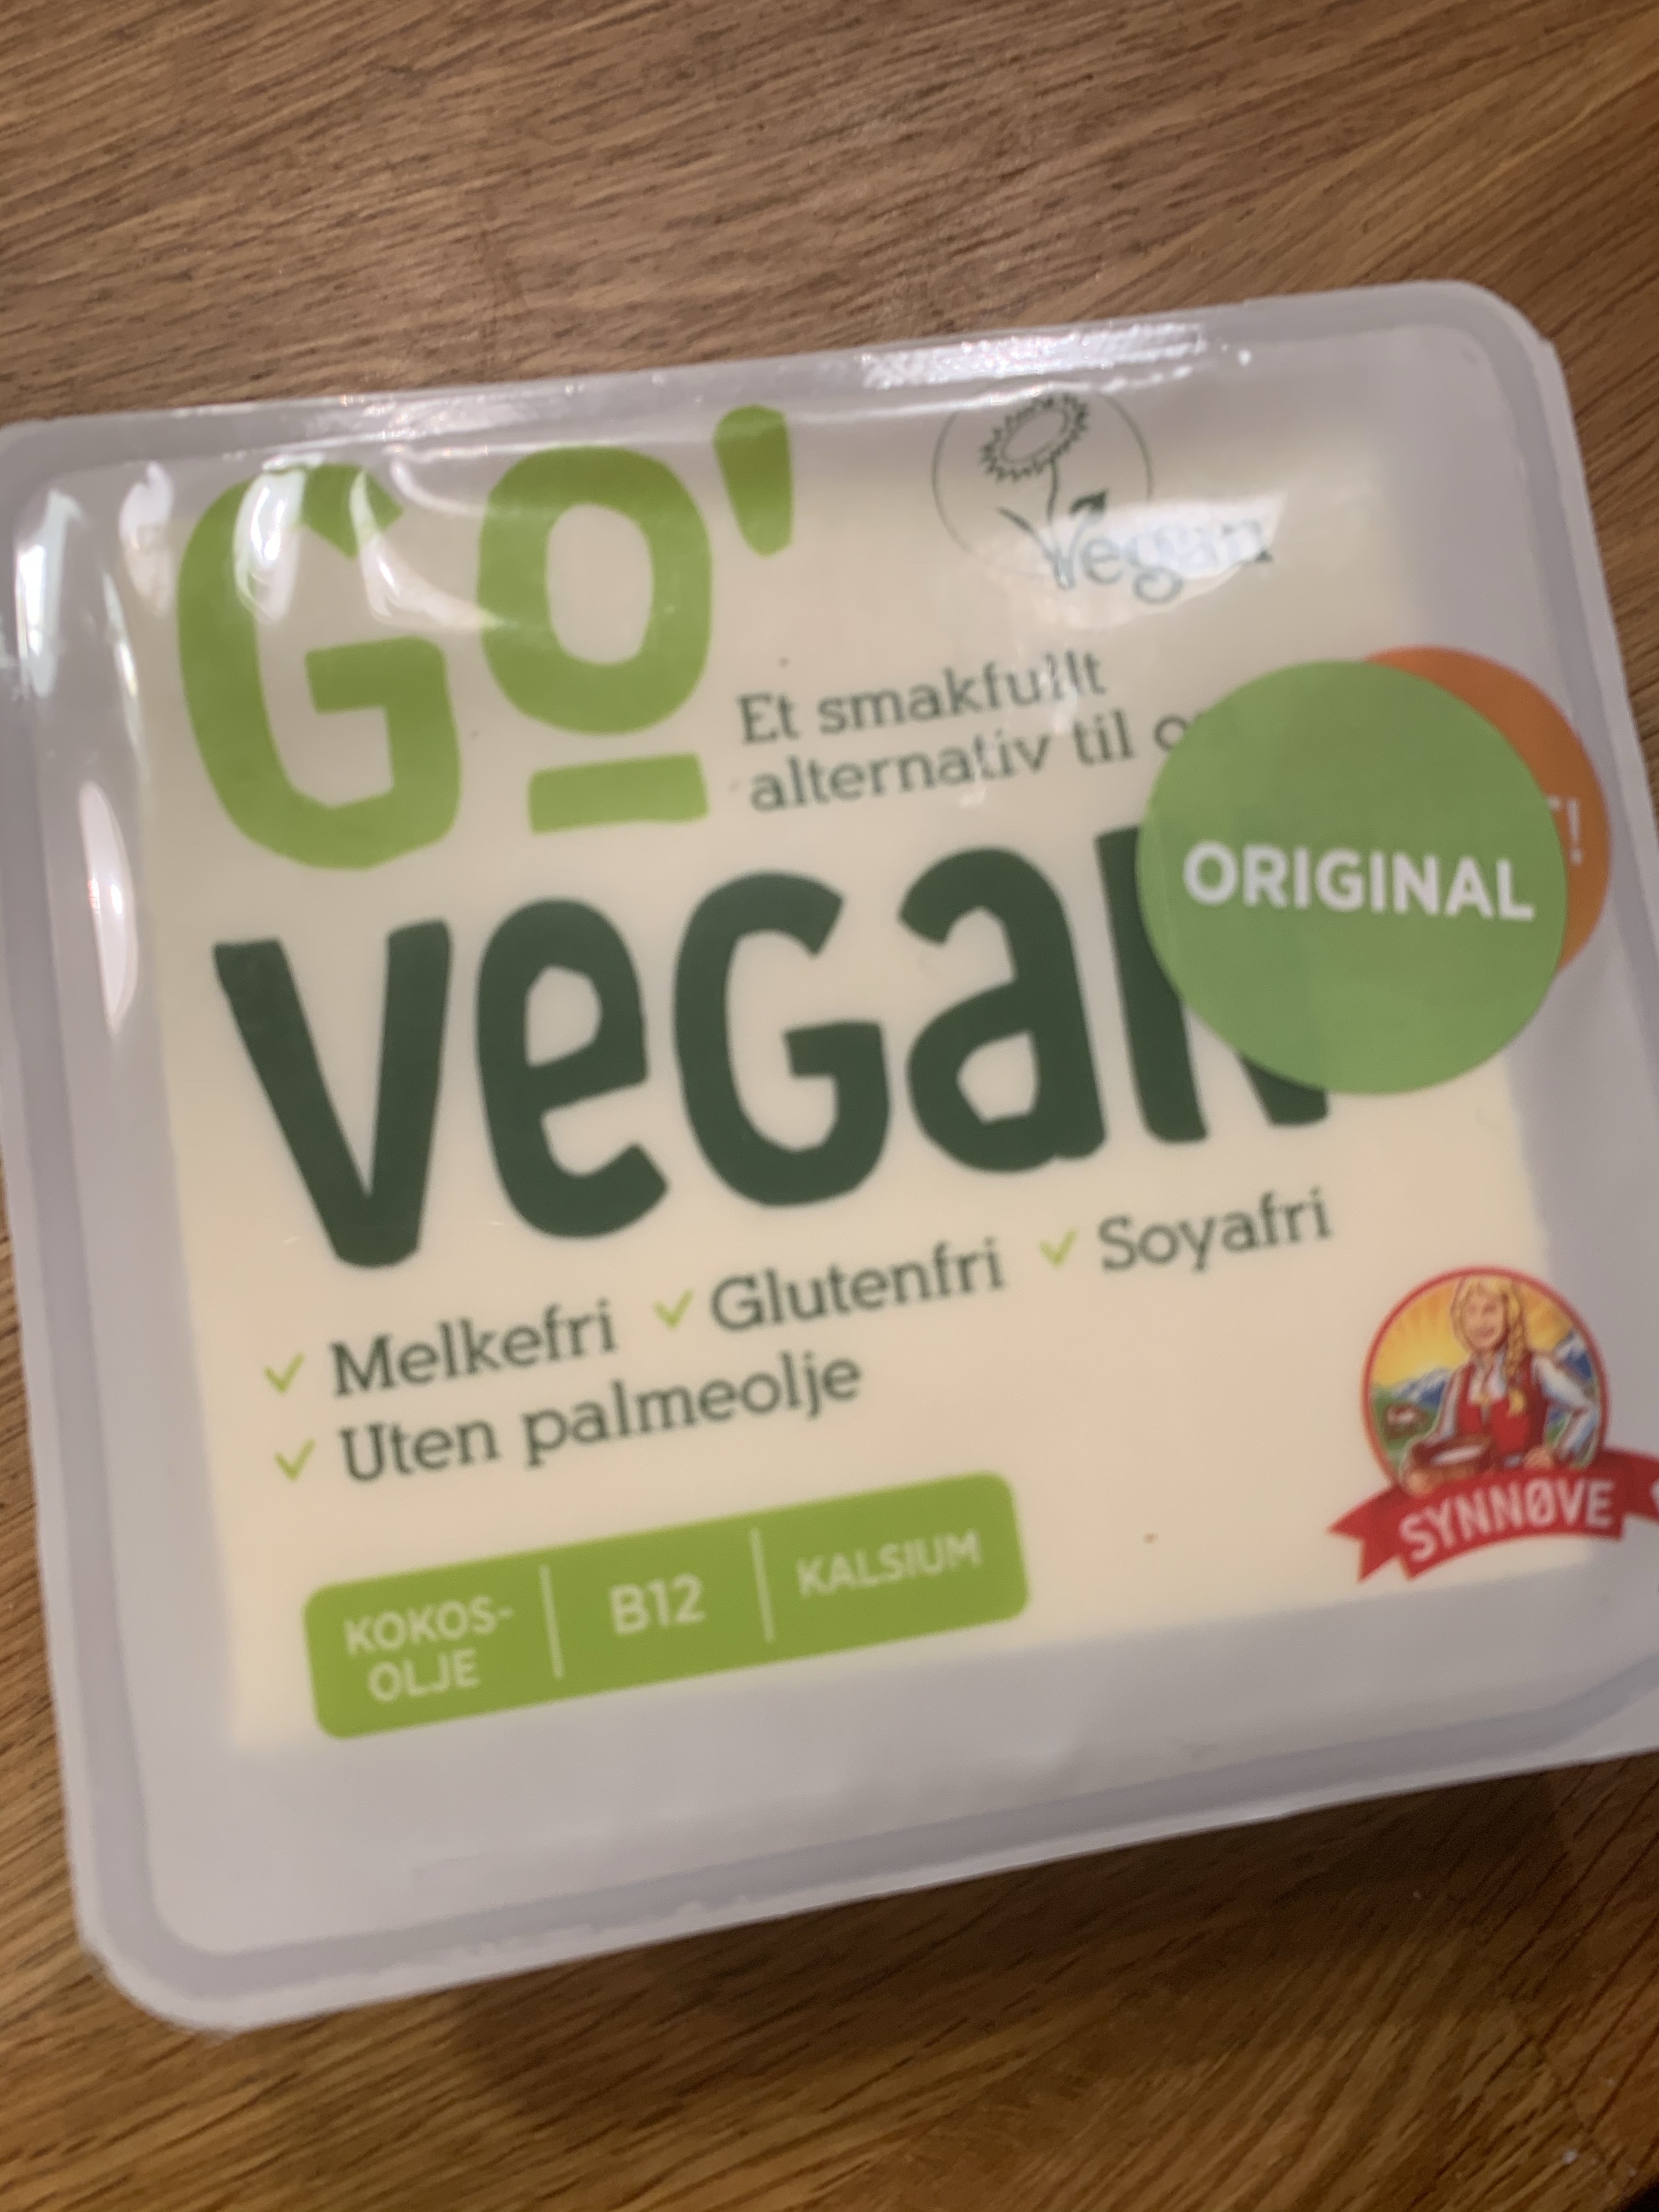 Go'
Vegan
Et smakfullt
alternativ til
ORIGINAL
vegan
Melkefri Glutenfri Soyafri
Uten palmeolje
KOKOS-
OLJE
B12
KALSIUM
SYNNØVE